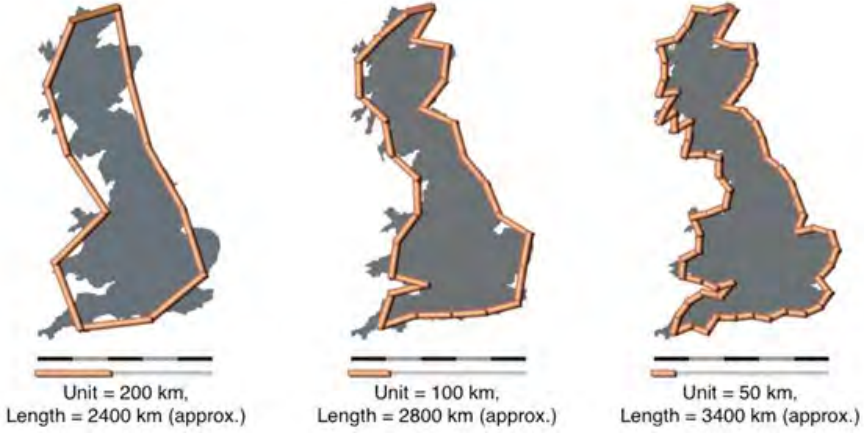 Unit = 200 km,
Length = 2400 km (approx.)
Unit = 100 km,
Length = 2800 km (approx.)
Unit = 50 km,
Length = 3400 km (approx.)